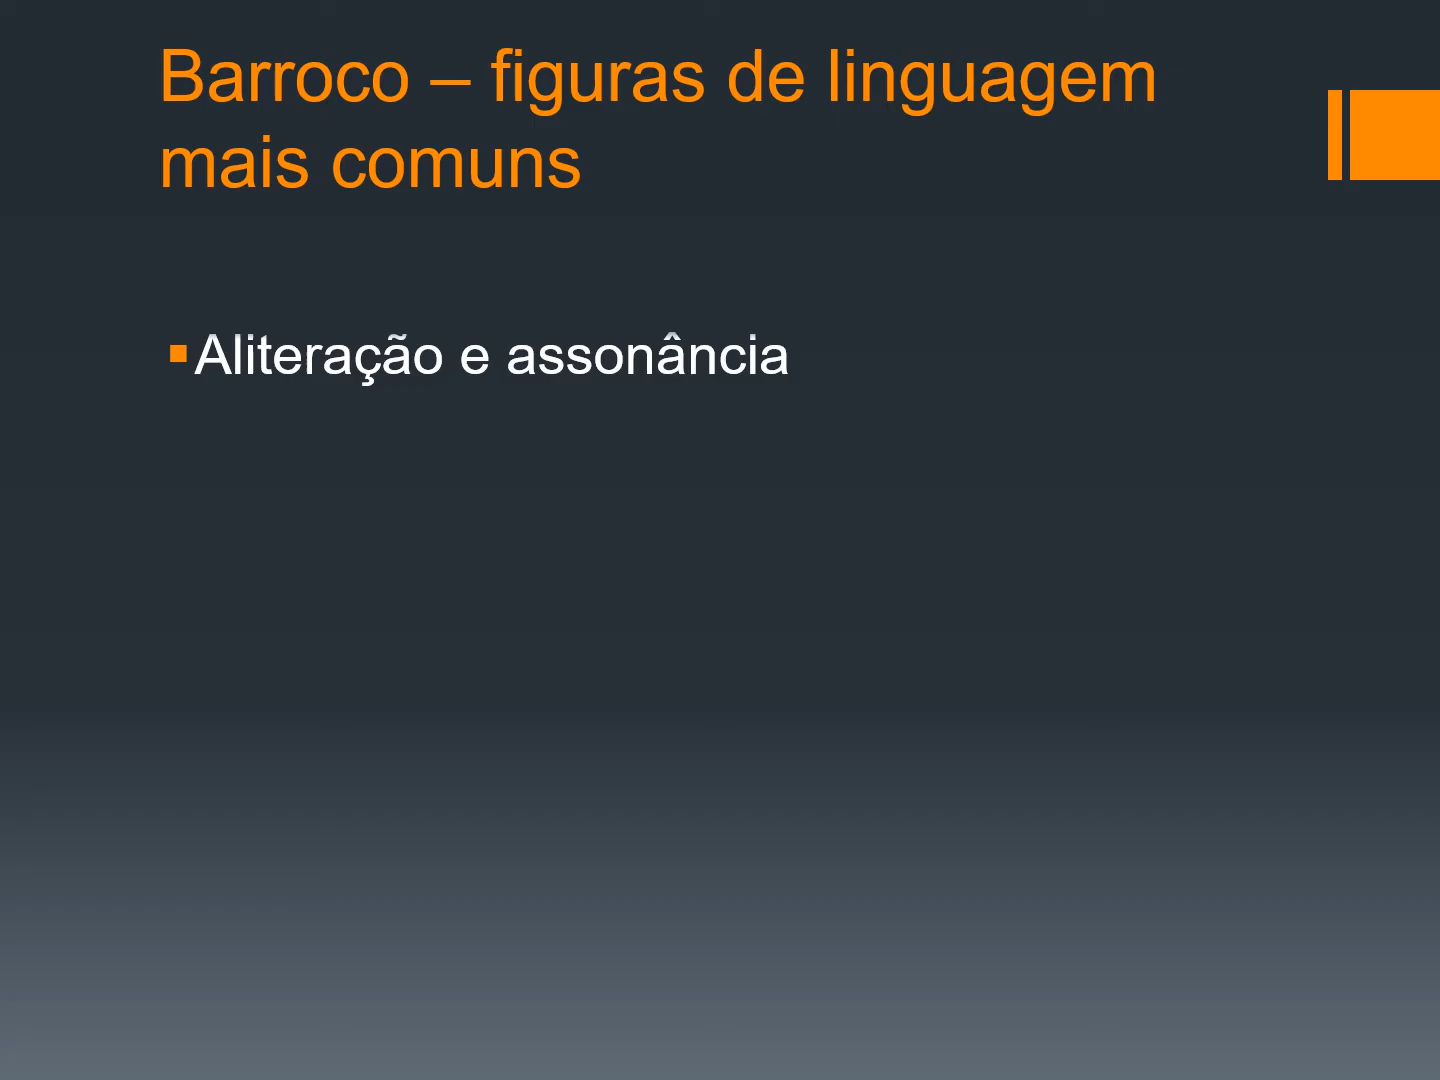 Barroco – figuras de linguagem
mais comuns
Aliteração e assonância